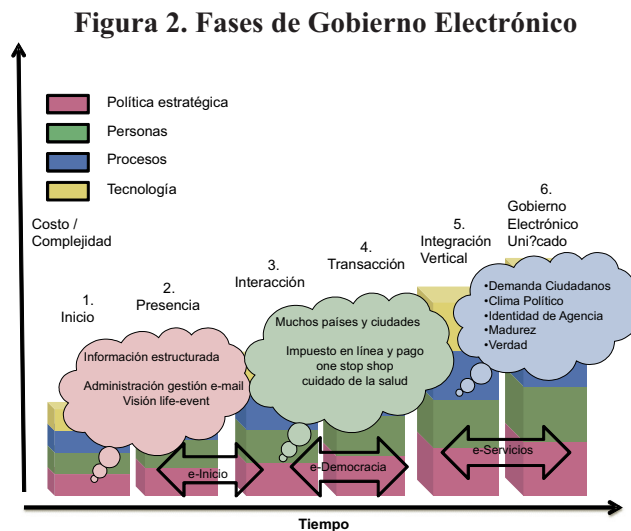 Figura 2. Fases de Gobierno Electrónico
Política estratégica
Personas
Procesos
Tecnología
Costo /
Complejidad
1.
Inicio
2.
Presencia
3.
Interacción
4.
Transacción
5.
Integración
Vertical
6.
Gobierno
Electrónico
Uni?cado
Información estructurada
Administración gestión e-mail
Visión life-event
Muchos países y ciudades
Impuesto en línea y pago
one stop shop
cuidado de la salud
•Demanda Ciudadanos
•Clima Político
•Identidad de Agencia
•Madurez
•Verdad
e-Inicio
e-Democracia
e-Servicios
Tiempo